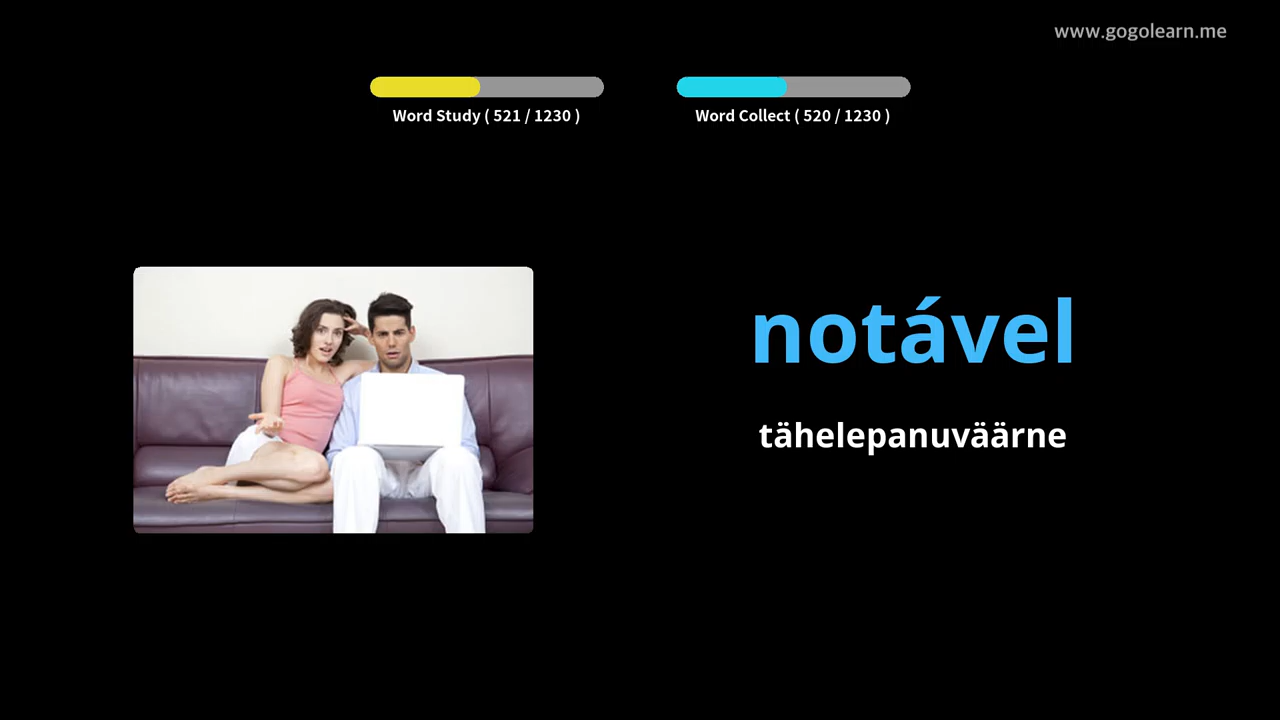 www.gogolearn.me
Word Study ( 521 / 1230 )
Word Collect ( 520 / 1230 )
notável
tähelepanuväärne